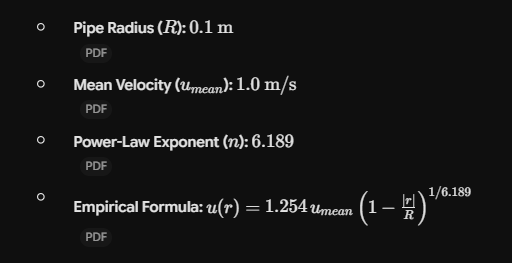 Pipe Radius (R): 0.1 m
PDF
Mean Velocity (u_mean): 1.0 m/s
PDF
Power-Law Exponent (n): 6.189
PDF
Empirical Formula: u(r) = 1.254 u_mean (1 − |r|/R)^1/6.189
PDF